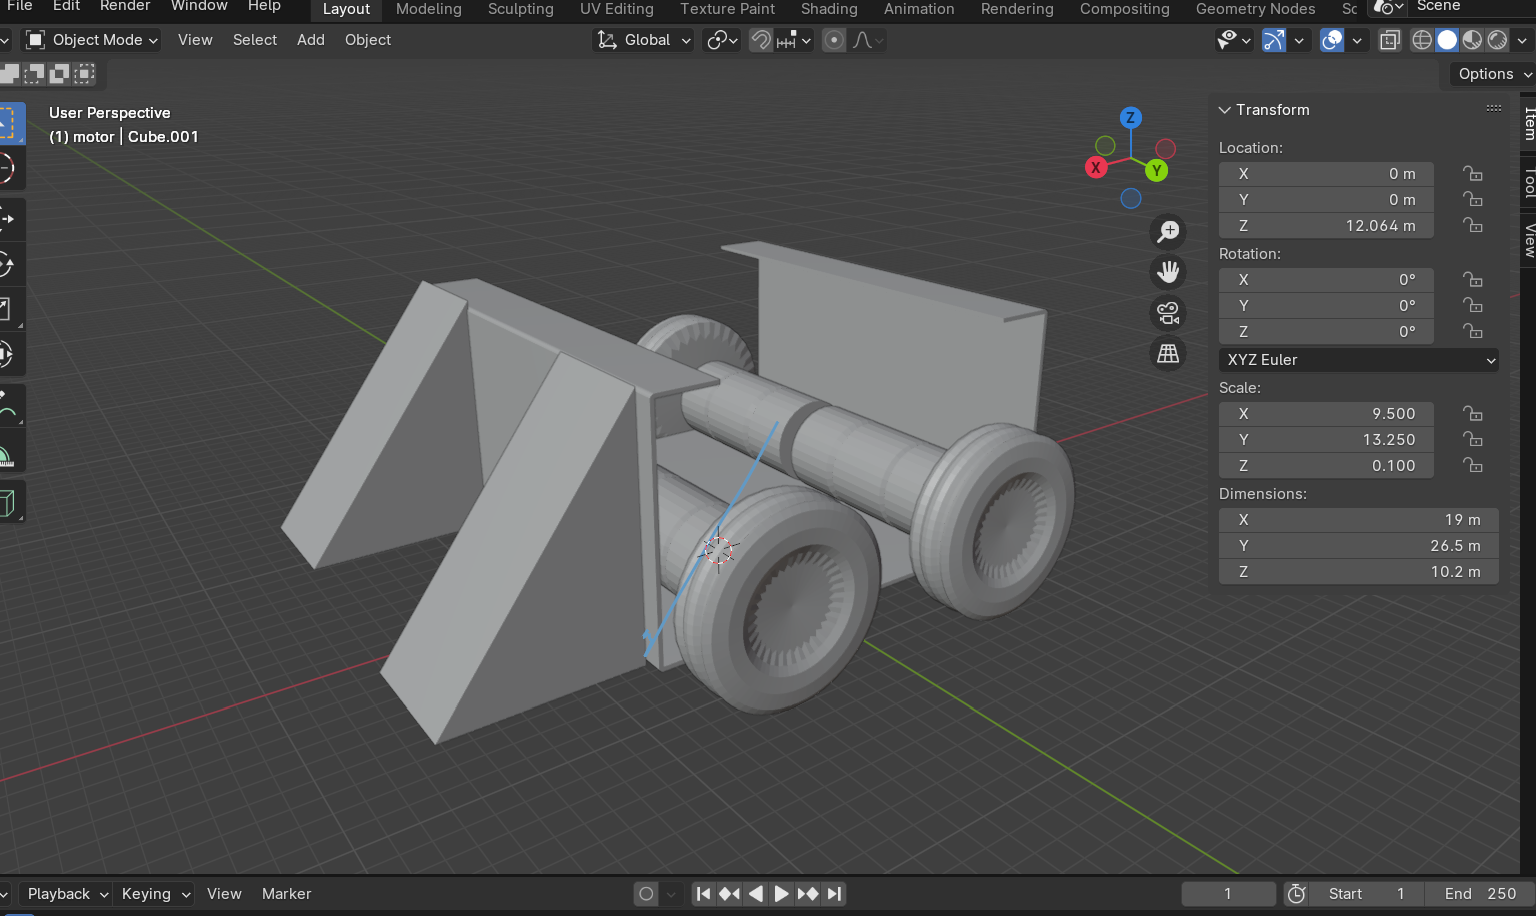 File Edit Render Window Help Layout Modeling Sculpting UV Editing Texture Paint Shading Animation Rendering Compositing Geometry Nodes Sc Scene
Object Mode View Select Add Object Global
Options
User Perspective
(1) motor | Cube.001
Z
X
Y
Transform
Location:
X 0 m
Y 0 m
Z 12.064 m
Rotation:
X 0°
Y 0°
Z 0°
XYZ Euler
Scale:
X 9.500
Y 13.250
Z 0.100
Dimensions:
X 19 m
Y 26.5 m
Z 10.2 m
Item
Tool
View
Playback Keying View Marker 1 Start 1 End 250